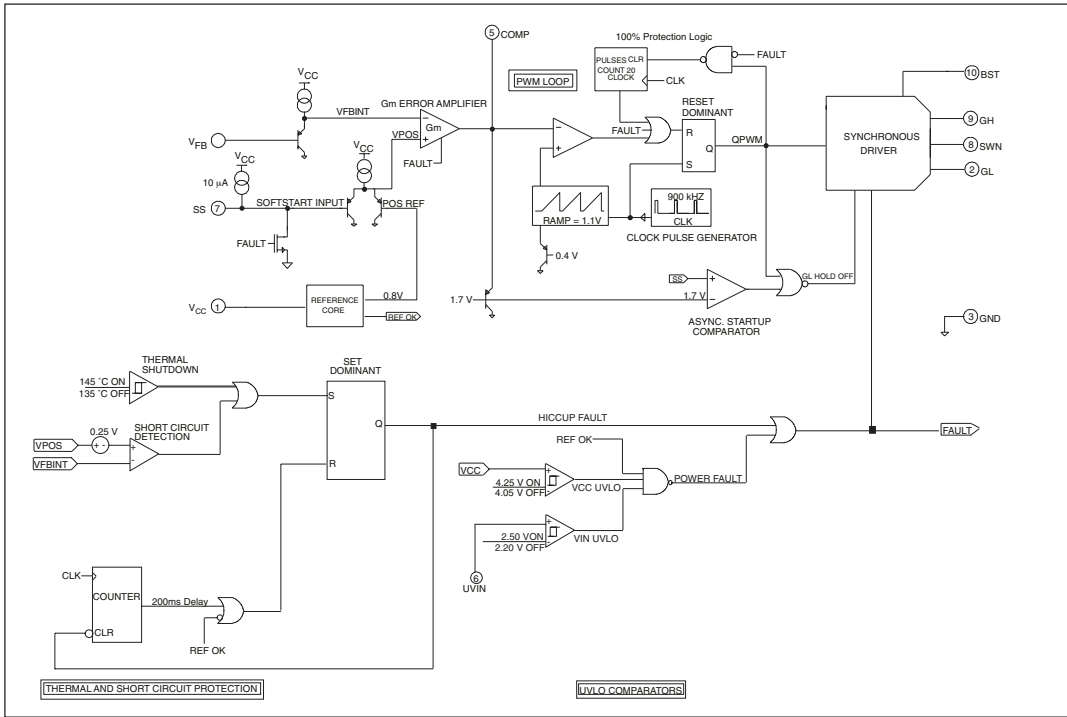 5 COMP
100% Protection Logic
PULSES CLR
COUNT 20
CLOCK
FAULT
CLK
PWM LOOP
10 BST
VCC
Gm ERROR AMPLIFIER
VFBINT
Gm
VPOS
FAULT
VFB
RESET
DOMINANT
FAULT
R
Q
S
QPWM
SYNCHRONOUS
DRIVER
9 GH
8 SWN
2 GL
VCC
10 µA
VCC
SS 7
SOFTSTART INPUT
POS REF
FAULT
RAMP = 1.1V
900 kHZ
CLK
CLOCK PULSE GENERATOR
0.4 V
VCC 1
REFERENCE
CORE
0.8V
REF OK
1.7 V
SS
1.7 V
GL HOLD OFF
ASYNC. STARTUP
COMPARATOR
3 GND
THERMAL
SHUTDOWN
145 ˚C ON
135 ˚C OFF
SET
DOMINANT
S
Q
R
0.25 V
SHORT CIRCUIT
DETECTION
VPOS
VFBINT
HICCUP FAULT
REF OK
FAULT
VCC
4.25 V ON
4.05 V OFF
VCC UVLO
POWER FAULT
2.50 VON
2.20 V OFF
VIN UVLO
6
UVIN
CLK
COUNTER
200ms Delay
CLR
REF OK
THERMAL AND SHORT CIRCUIT PROTECTION
UVLO COMPARATORS